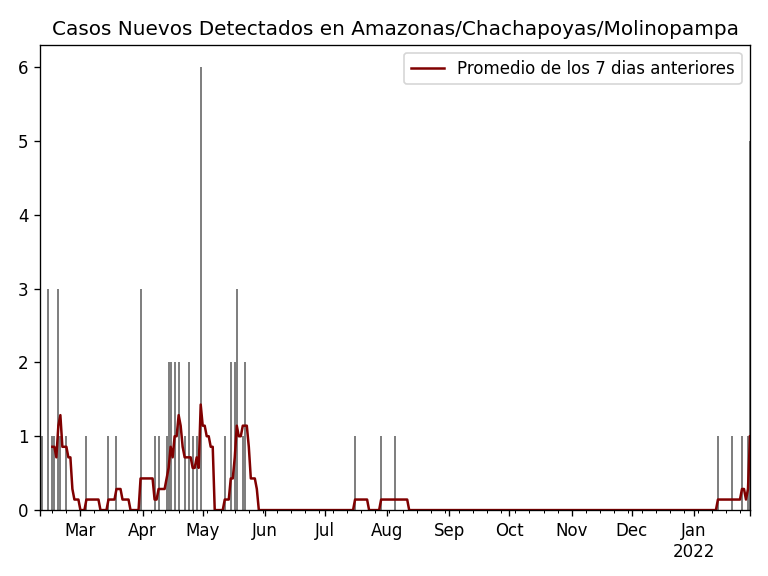 Casos Nuevos Detectados en Amazonas/Chachapoyas/Molinopampa
Promedio de los 7 dias anteriores
6
5
4
3
2
1
0
Mar Apr May Jun Jul Aug Sep Oct Nov Dec Jan
2022